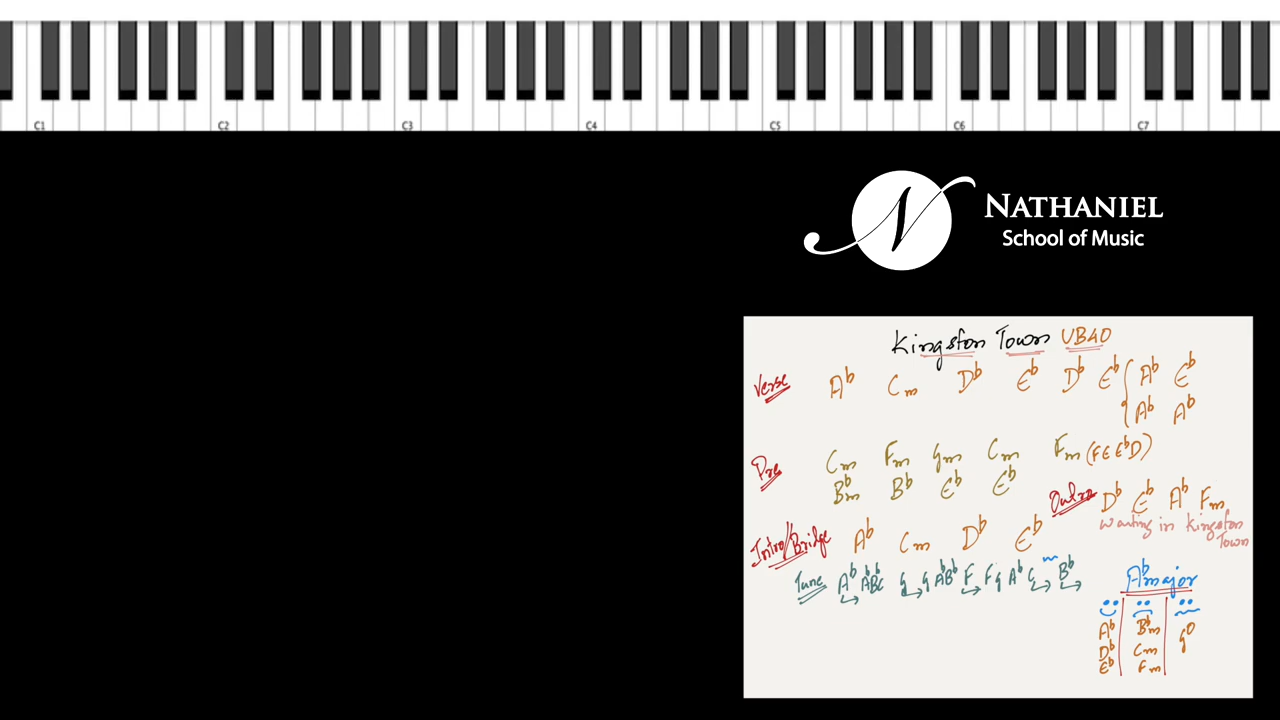 C1 C2 C3 C4 C5 C6 C7
NATHANIEL
School of Music
Kingston Town UB40
Verse A♭ Cm D♭ E♭ D♭ E♭ { A♭ E♭
A♭ A♭
Pre Cm Fm Gm Cm Fm (F E E♭ D)
B♭m B♭ E♭ E♭
Outro D♭ E♭ A♭ Fm
waiting in Kingston
Town
Intro/Bridge A♭ Cm D♭ E♭
Tune A♭ A♭ B♭ C G G A♭ B♭ F F G A♭ C B♭
A♭ major
A♭ B♭m G°
D♭ Cm
E♭ Fm